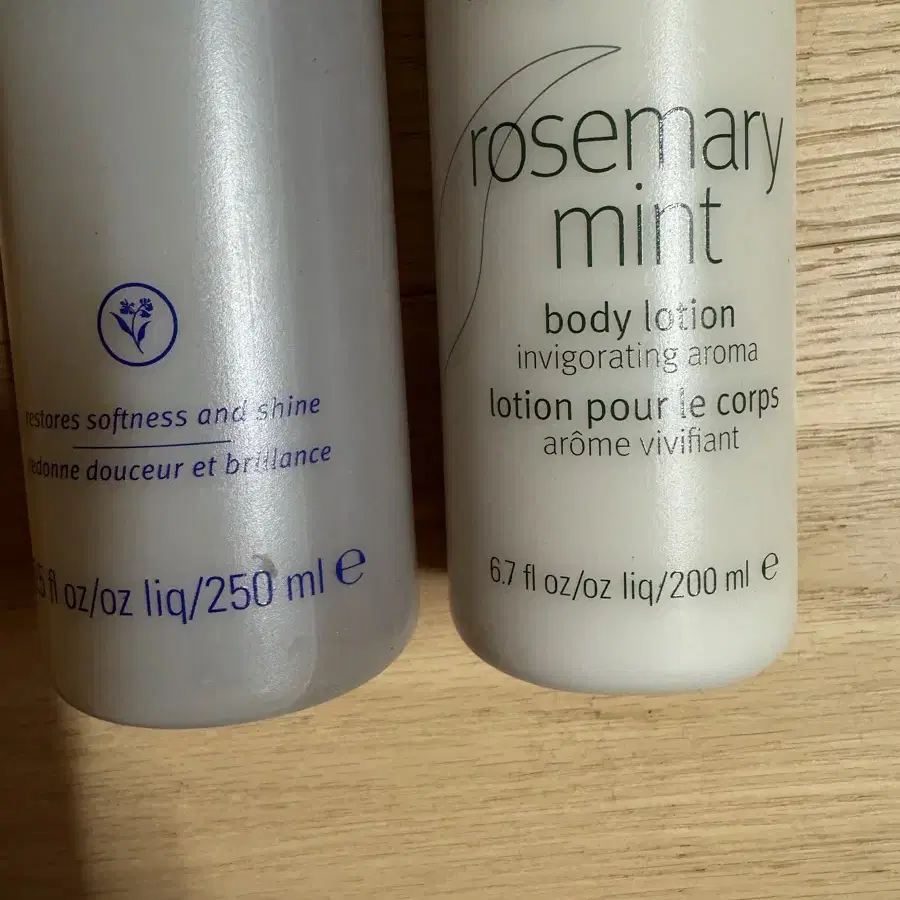 restores softness and shine
redonne douceur et brillance
fl oz/oz liq/250 ml e
rosemary
mint
body lotion
invigorating aroma
lotion pour le corps
arôme vivifiant
6.7 fl oz/oz liq/200 ml e